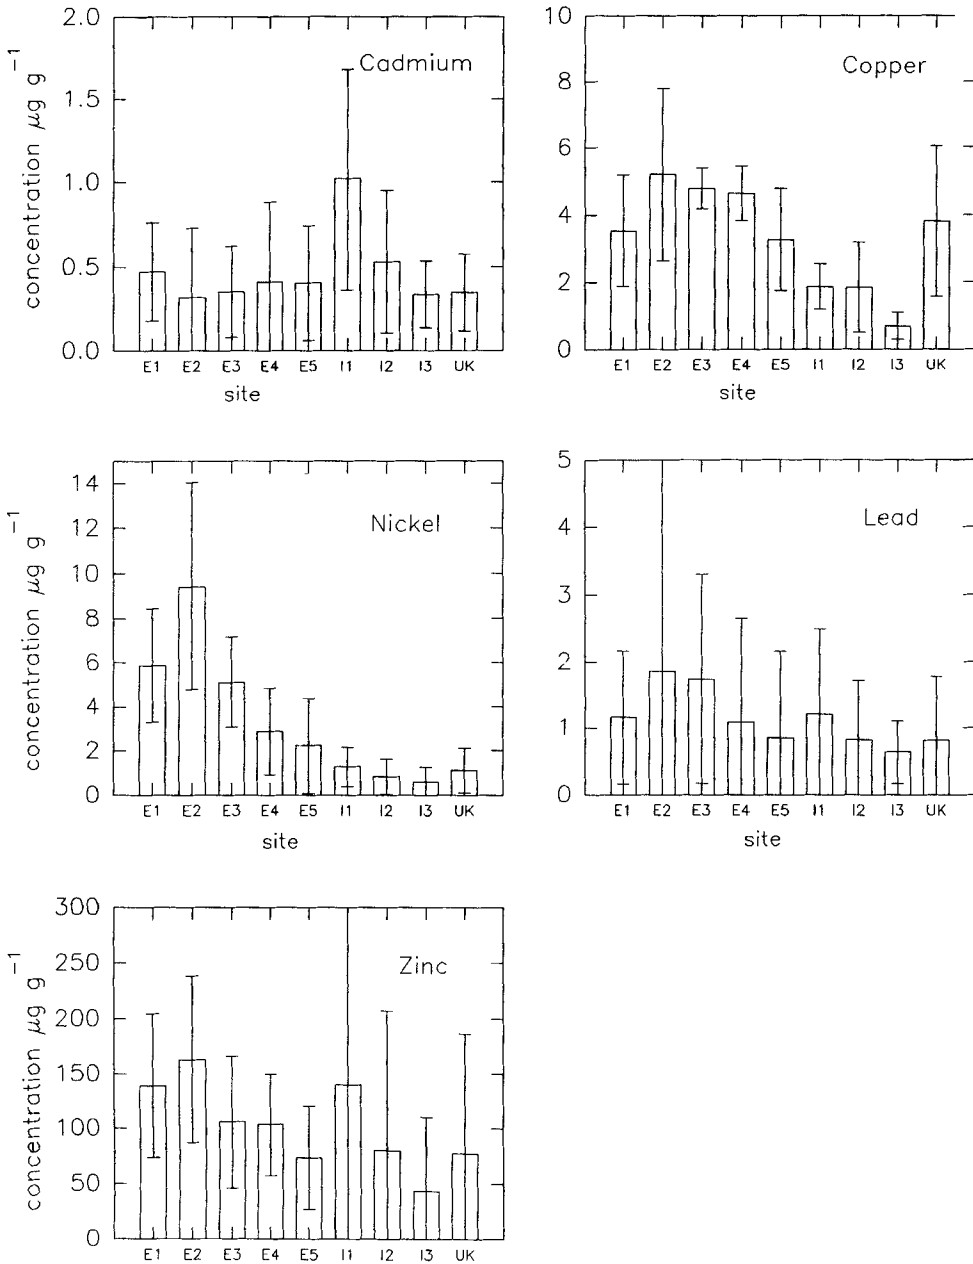 Cadmium
concentration μg g⁻¹
2.0
1.5
1.0
0.5
0.0
E1 E2 E3 E4 E5 I1 I2 I3 UK
site
Copper
10
8
6
4
2
0
E1 E2 E3 E4 E5 I1 I2 I3 UK
site
Nickel
concentration μg g⁻¹
14
12
10
8
6
4
2
0
E1 E2 E3 E4 E5 I1 I2 I3 UK
site
Lead
5
4
3
2
1
0
E1 E2 E3 E4 E5 I1 I2 I3 UK
site
Zinc
concentration μg g⁻¹
300
250
200
150
100
50
0
E1 E2 E3 E4 E5 I1 I2 I3 UK